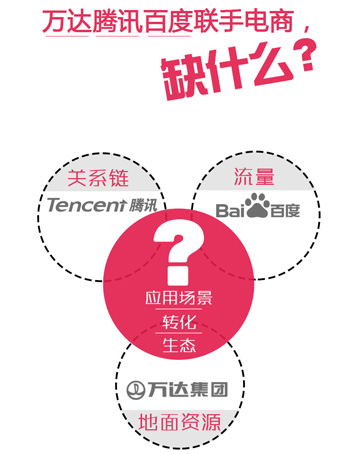 万达腾讯百度联手电商，
缺什么?
关系链
Tencent 腾讯
流量
Bai 百度
?
应用场景
转化
生态
万达集团
地面资源